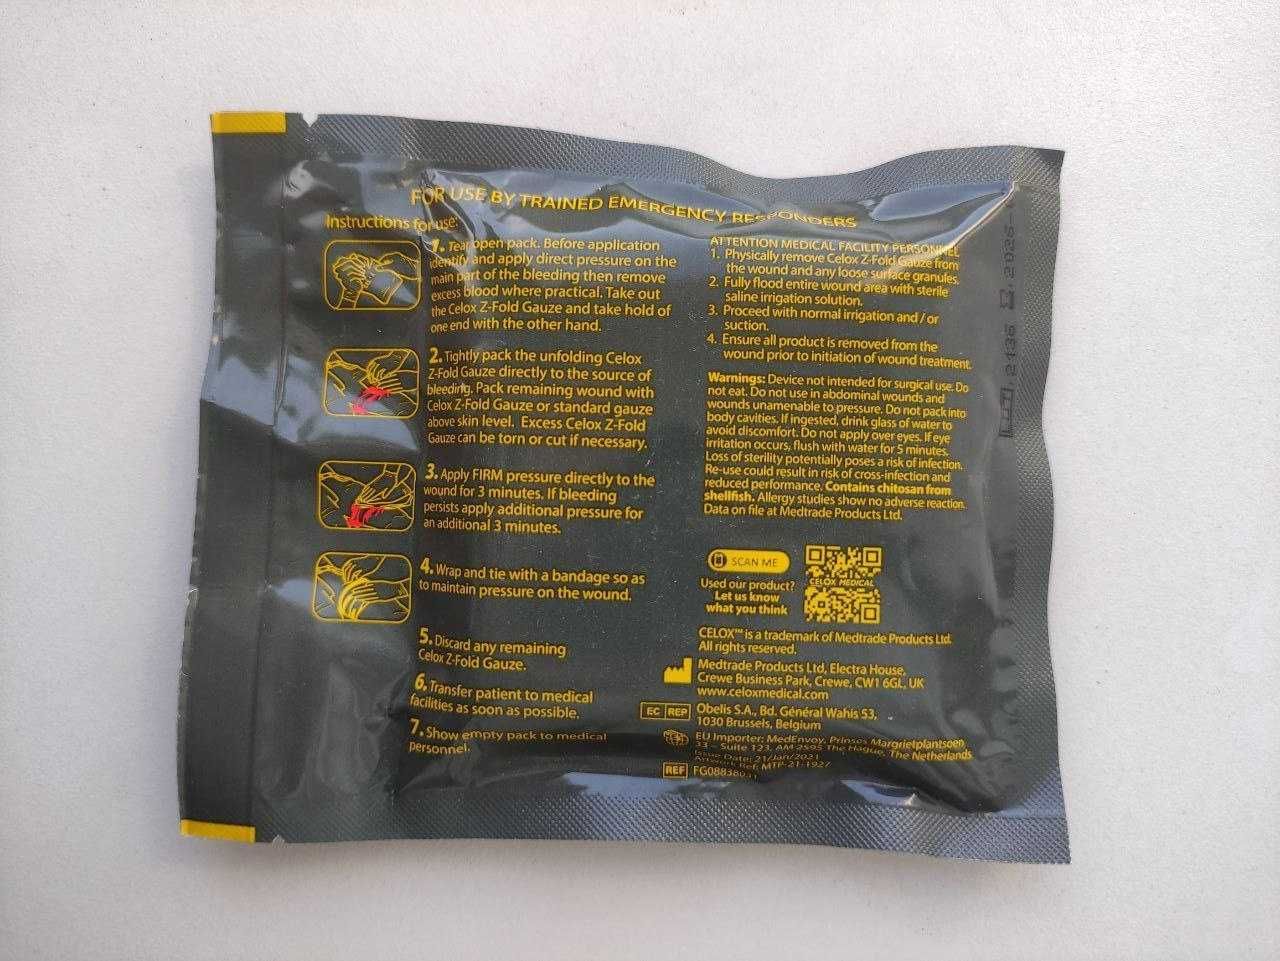 FOR USE BY TRAINED EMERGENCY RESPONDERS
Instructions for use:
1. Tear open pack. Before application
identify and apply direct pressure on the
main part of the bleeding then remove
excess blood where practical. Take out
the Celox Z-Fold Gauze and take hold of
one end with the other hand.
2. Tightly pack the unfolding Celox
Z-Fold Gauze directly to the source of
bleeding. Pack remaining wound with
Celox Z-Fold Gauze or standard gauze
above skin level. Excess Celox Z-Fold
Gauze can be torn or cut if necessary.
3. Apply FIRM pressure directly to the
wound for 3 minutes. If bleeding
persists apply additional pressure for
an additional 3 minutes.
4. Wrap and tie with a bandage so as
to maintain pressure on the wound.
5. Discard any remaining
Celox Z-Fold Gauze.
6. Transfer patient to medical
facilities as soon as possible.
7. Show empty pack to medical
personnel.
ATTENTION MEDICAL FACILITY PERSONNEL
1. Physically remove Celox Z-Fold Gauze from
the wound and any loose surface granules.
2. Fully flood entire wound area with sterile
saline irrigation solution.
3. Proceed with normal irrigation and / or
suction.
4. Ensure all product is removed from the
wound prior to initiation of wound treatment.
Warnings: Device not intended for surgical use. Do
not eat. Do not use in abdominal wounds and
wounds unamenable to pressure. Do not pack into
body cavities. If ingested, drink glass of water to
avoid discomfort. Do not apply over eyes. If eye
irritation occurs, flush with water for 5 minutes.
Loss of sterility potentially poses a risk of infection.
Re-use could result in risk of cross-infection and
reduced performance. Contains chitosan from
shellfish. Allergy studies show no adverse reaction.
Data on file at Medtrade Products Ltd.
SCAN ME
Used our product?
Let us know
what you think
CELOX MEDICAL
CELOX™ is a trademark of Medtrade Products Ltd.
All rights reserved.
Medtrade Products Ltd, Electra House,
Crewe Business Park, Crewe, CW1 6GL, UK
www.celoxmedical.com
EC REP Obelis S.A., Bd. Général Wahis 53,
1030 Brussels, Belgium
EU Importer: MedEnvoy, Prinses Margrietplantsoen
33 – Suite 123, AM 2595 The Hague, The Netherlands
Issue Date: 21/Jan/2021
Artwork Ref: MTP-21-1927
REF FG08838031